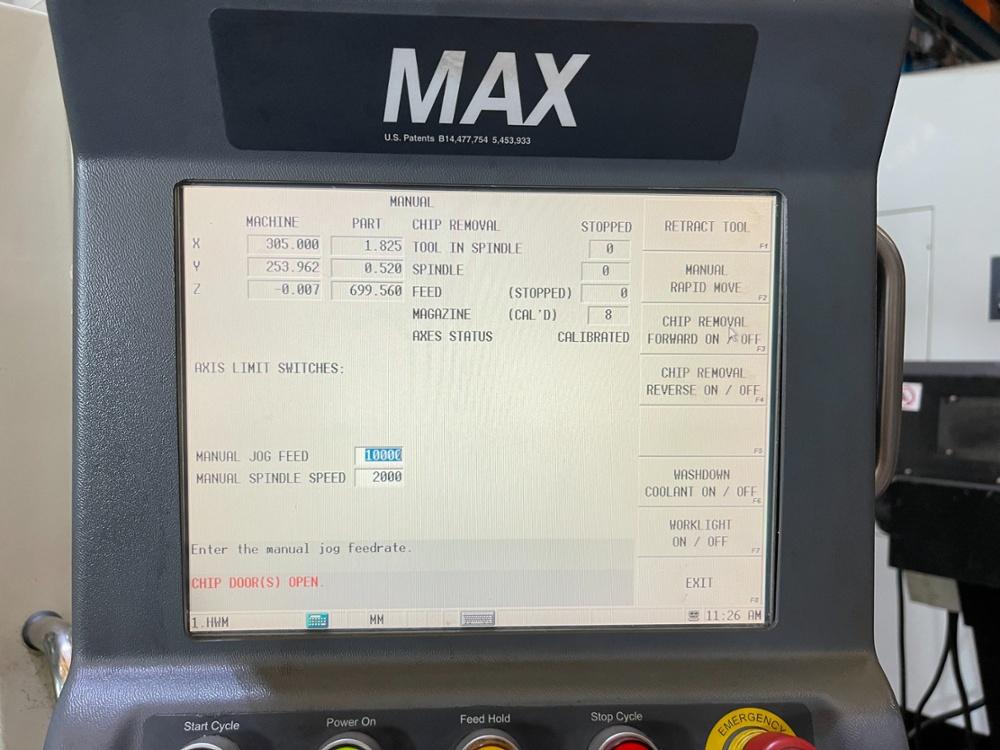 MAX
U.S. Patents B14,477,754 5,453,933
MANUAL
MACHINE PART
X 305.000 1.825
Y 253.962 0.520
Z -0.007 699.560
CHIP REMOVAL STOPPED
TOOL IN SPINDLE 0
SPINDLE 0
FEED (STOPPED) 0
MAGAZINE (CAL'D) 8
AXES STATUS CALIBRATED
AXIS LIMIT SWITCHES:
MANUAL JOG FEED 10000
MANUAL SPINDLE SPEED 2000
Enter the manual jog feedrate.
CHIP DOOR(S) OPEN.
RETRACT TOOL
F1
MANUAL
RAPID MOVE
F2
CHIP REMOVAL
FORWARD ON / OFF
F3
CHIP REMOVAL
REVERSE ON / OFF
F4
F5
WASHDOWN
COOLANT ON / OFF
F6
WORKLIGHT
ON / OFF
F7
EXIT
F8
1.HWM MM 11:26 AM
Start Cycle Power On Feed Hold Stop Cycle
EMERGENCY